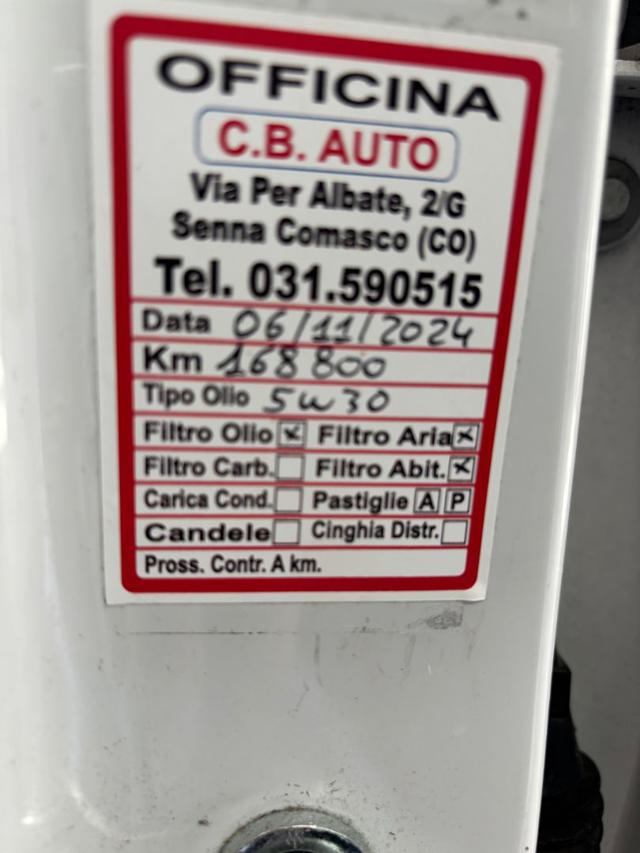 OFFICINA
C.B. AUTO
Via Per Albate, 2/G
Senna Comasco (CO)
Tel. 031.590515
Data 06/11/2024
Km 168800
Tipo Olio 5w30
Filtro Olio x Filtro Aria x
Filtro Carb. Filtro Abit. x
Carica Cond. Pastiglie A P
Candele Cinghia Distr.
Pross. Contr. A km.